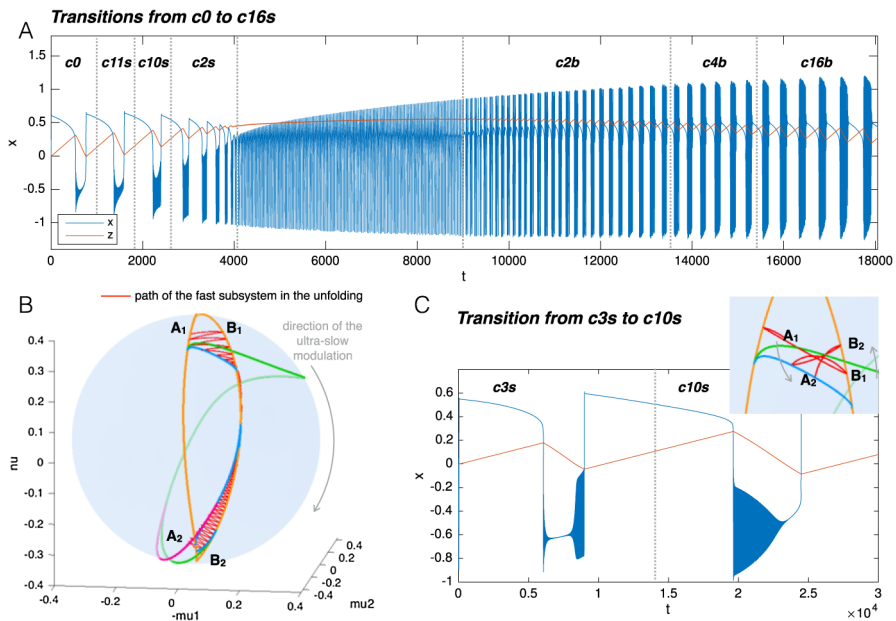 Transitions from c0 to c16s
A
c0 c11s c10s c2s c2b c4b c16b
1.5
1
0.5
0
-0.5
-1
x
x
z
0 2000 4000 6000 8000 10000 12000 14000 16000 18000
t
B
path of the fast subsystem in the unfolding
A1 B1
direction of the
ultra-slow
modulation
0.4
0.3
0.2
0.1
0
-0.1
-0.2
-0.3
-0.4
nu
A2
B2
-0.4 -0.2 0 0.2 0.4
-mu1
0.4
0.2
0
-0.2
-0.4
mu2
C
Transition from c3s to c10s
A1
B2
A2 B1
c3s c10s
0.6
0.4
0.2
0
-0.2
-0.4
-0.6
-0.8
-1
x
0 0.5 1 1.5 2 2.5 3
t
×10^4